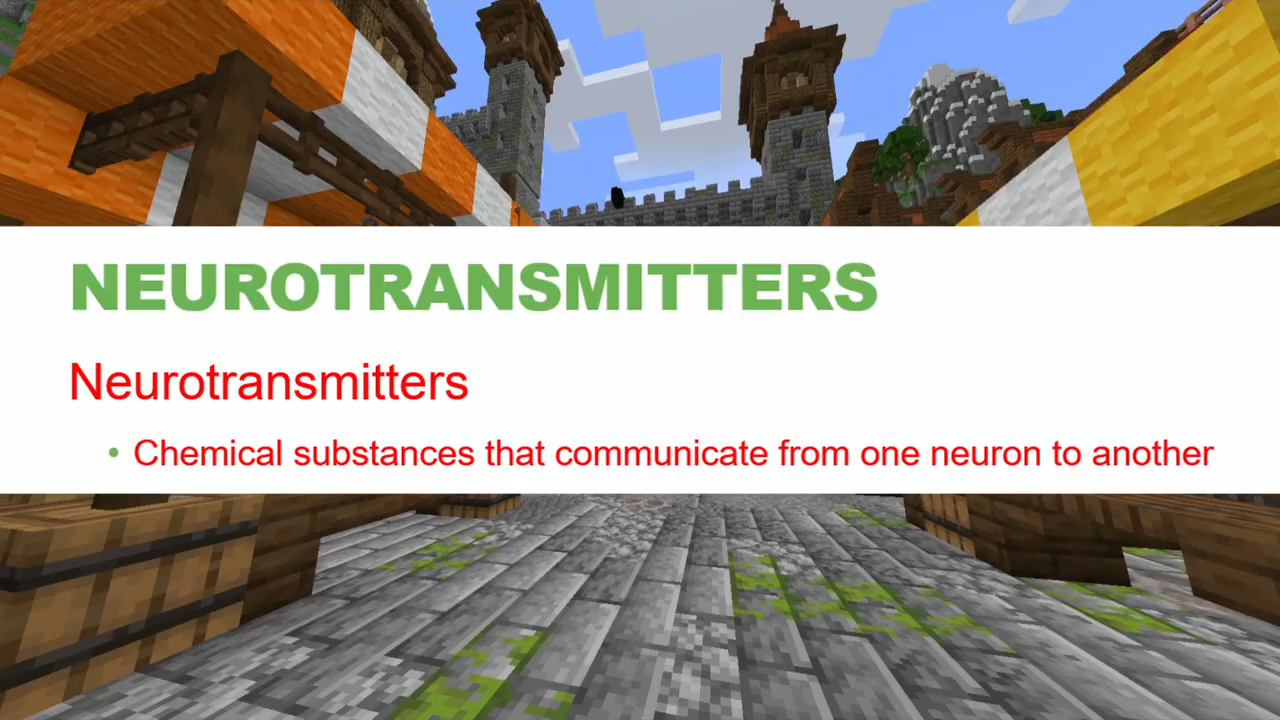 NEUROTRANSMITTERS
Neurotransmitters
• Chemical substances that communicate from one neuron to another